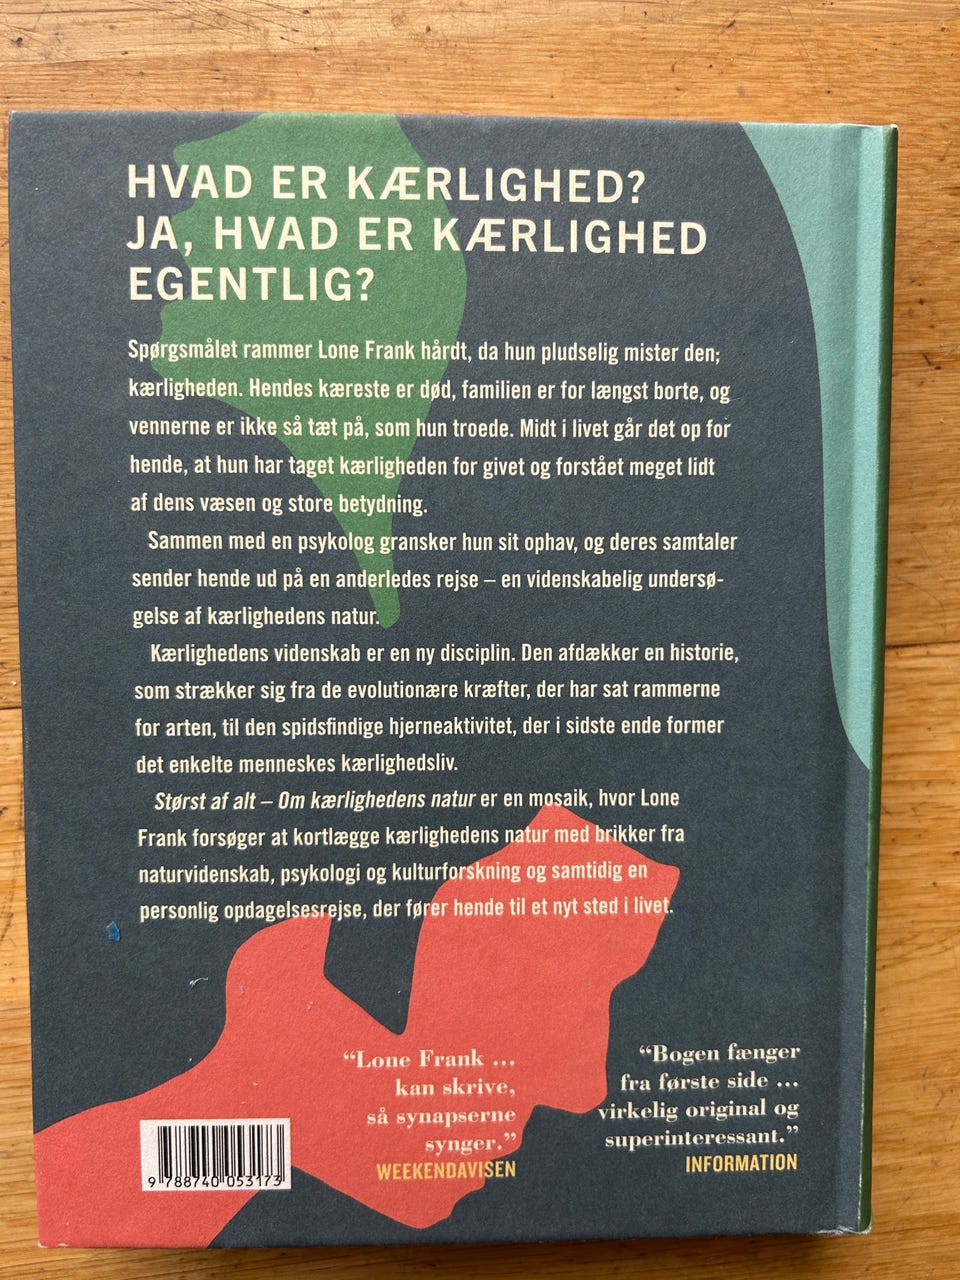 HVAD ER KÆRLIGHED?
JA, HVAD ER KÆRLIGHED
EGENTLIG?
Spørgsmålet rammer Lone Frank hårdt, da hun pludselig mister den;
kærligheden. Hendes kæreste er død, familien er for længst borte, og
vennerne er ikke så tæt på, som hun troede. Midt i livet går det op for
hende, at hun har taget kærligheden for givet og forstået meget lidt
af dens væsen og store betydning.
Sammen med en psykolog gransker hun sit ophav, og deres samtaler
sender hende ud på en anderledes rejse – en videnskabelig undersø-
gelse af kærlighedens natur.
Kærlighedens videnskab er en ny disciplin. Den afdækker en historie,
som strækker sig fra de evolutionære kræfter, der har sat rammerne
for arten, til den spidsfindige hjerneaktivitet, der i sidste ende former
det enkelte menneskes kærlighedsliv.
Størst af alt – Om kærlighedens natur er en mosaik, hvor Lone
Frank forsøger at kortlægge kærlighedens natur med brikker fra
naturvidenskab, psykologi og kulturforskning og samtidig en
personlig opdagelsesrejse, der fører hende til et nyt sted i livet.
“Lone Frank ...
kan skrive,
så synapserne
synger.”
WEEKENDAVISEN
“Bogen fænger
fra første side ...
virkelig original og
superinteressant.”
INFORMATION
9 788740 053173